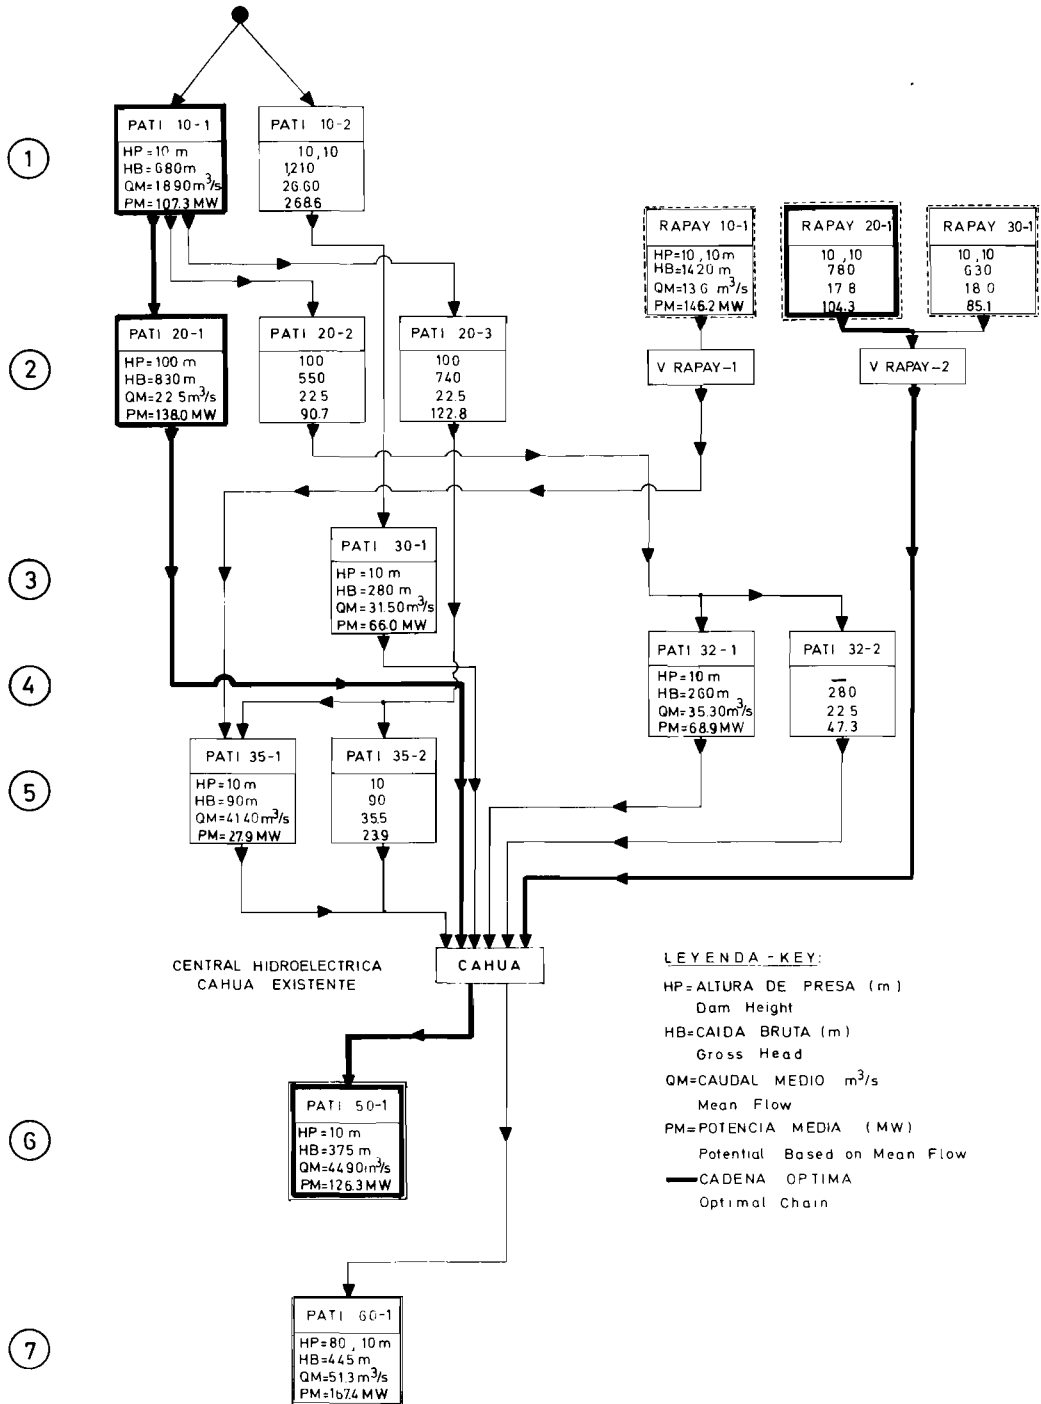 1
PATI 10-1
HP=10 m
HB=680m
QM=18.90m³/s
PM=107.3 MW
PATI 10-2
10,10
1,210
26.60
268.6
RAPAY 10-1
HP=10, 10m
HB=1420 m
QM=13.6 m³/s
PM=146.2 MW
RAPAY 20-1
10,10
780
17.8
104.3
RAPAY 30-1
10,10
630
18.0
85.1
2
PATI 20-1
HP=100 m
HB=830m
QM=22.5m³/s
PM=138.0 MW
PATI 20-2
100
550
22.5
90.7
PATI 20-3
100
740
22.5
122.8
V RAPAY-1
V RAPAY-2
3
PATI 30-1
HP=10 m
HB=280 m
QM=31.50m³/s
PM=66.0 MW
4
PATI 32-1
HP=10m
HB=260m
QM=35.30m³/s
PM=68.9MW
PATI 32-2
—
280
22.5
47.3
5
PATI 35-1
HP=10m
HB=90m
QM=41.40m³/s
PM=27.9 MW
PATI 35-2
10
90
35.5
23.9
CENTRAL HIDROELECTRICA
CAHUA EXISTENTE
CAHUA
LEYENDA-KEY:
HP=ALTURA DE PRESA (m)
Dam Height
HB=CAIDA BRUTA (m)
Gross Head
QM=CAUDAL MEDIO m³/s
Mean Flow
PM=POTENCIA MEDIA (MW)
Potential Based on Mean Flow
CADENA OPTIMA
Optimal Chain
6
PATI 50-1
HP=10 m
HB=375 m
QM=44.90m³/s
PM=126.3 MW
7
PATI 60-1
HP=80, 10m
HB=445 m
QM=51.3 m³/s
PM=167.4 MW